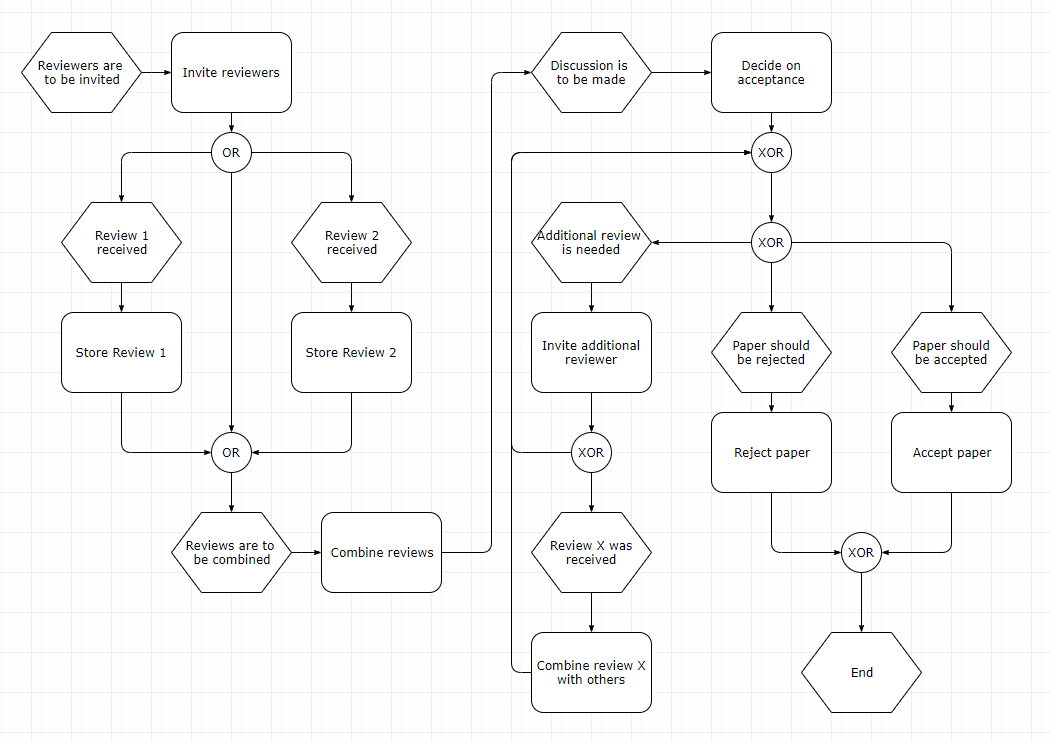 Reviewers are
to be invited
Invite reviewers
OR
Review 1
received
Review 2
received
Store Review 1
Store Review 2
OR
Reviews are to
be combined
Combine reviews
Discussion is
to be made
Decide on
acceptance
XOR
XOR
Additional review
is needed
Paper should
be rejected
Paper should
be accepted
Invite additional
reviewer
XOR
Reject paper
Accept paper
Review X was
received
XOR
Combine review X
with others
End